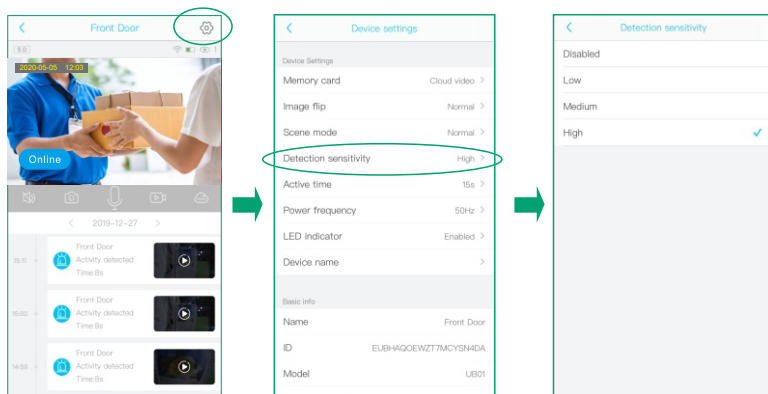 Front Door
5.0
2020-05-05 12:03
Online
2019-12-27
15:11
Front Door
Activity detected
Time:8s
15:02
Front Door
Activity detected
Time:8s
14:59
Front Door
Activity detected
Time:8s
Device settings
Device Settings
Memory card Cloud video
Image flip Normal
Scene mode Normal
Detection sensitivity High
Active time 15s
Power frequency 50Hz
LED indicator Enabled
Device name
Basic info
Name Front Door
ID EUBHAQOEWZT7MCYSN4DA
Model UB01
Detection sensitivity
Disabled
Low
Medium
High